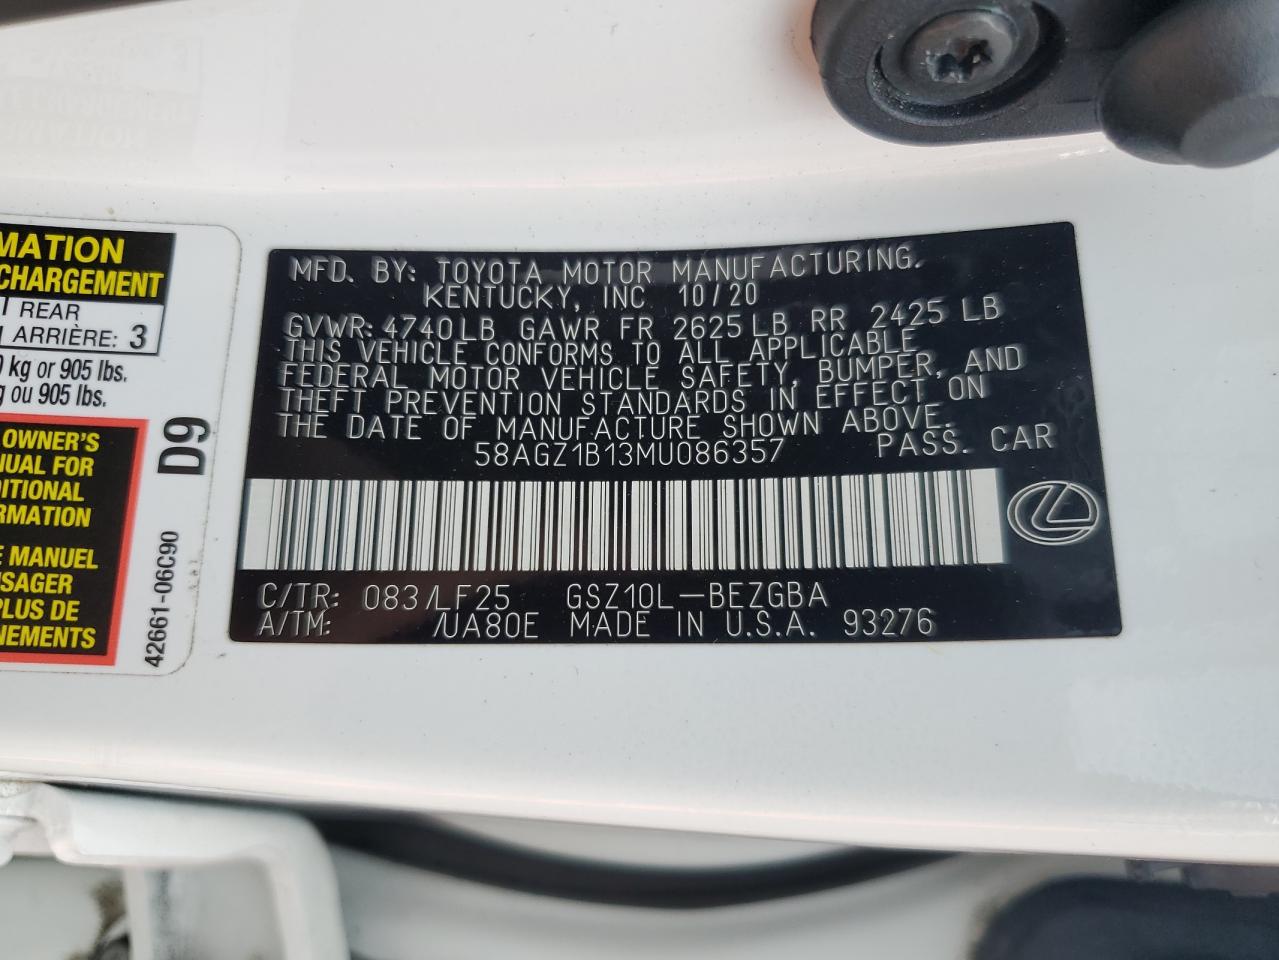 MATION
CHARGEMENT
REAR
ARRIÈRE: 3
kg or 905 lbs.
ou 905 lbs.
OWNER'S
UAL FOR
DITIONAL
RMATION
E MANUEL
SAGER
PLUS DE
NEMENTS
D9
42661-06C90
MFD. BY: TOYOTA MOTOR MANUFACTURING.
KENTUCKY, INC 10/20
GVWR: 4740LB GAWR FR 2625LB RR 2425 LB
THIS VEHICLE CONFORMS TO ALL APPLICABLE
FEDERAL MOTOR VEHICLE SAFETY, BUMPER, AND
THEFT PREVENTION STANDARDS IN EFFECT ON
THE DATE OF MANUFACTURE SHOWN ABOVE.
58AGZ1B13MU086357 PASS. CAR
C/TR: 083/LF25 GSZ10L-BEZGBA
A/TM: /UA80E MADE IN U.S.A. 93276